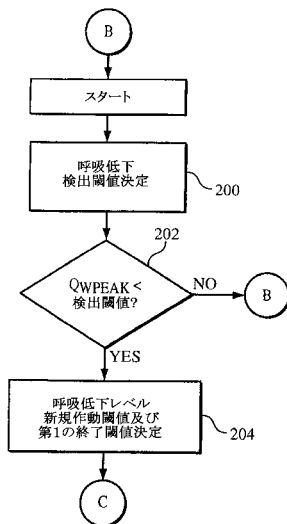 B
スタート
呼吸低下
検出閾値決定
200
202
QWPEAK<
検出閾値?
NO
B
YES
呼吸低下レベル
新規作動閾値及び
第1の終了閾値決定
204
C